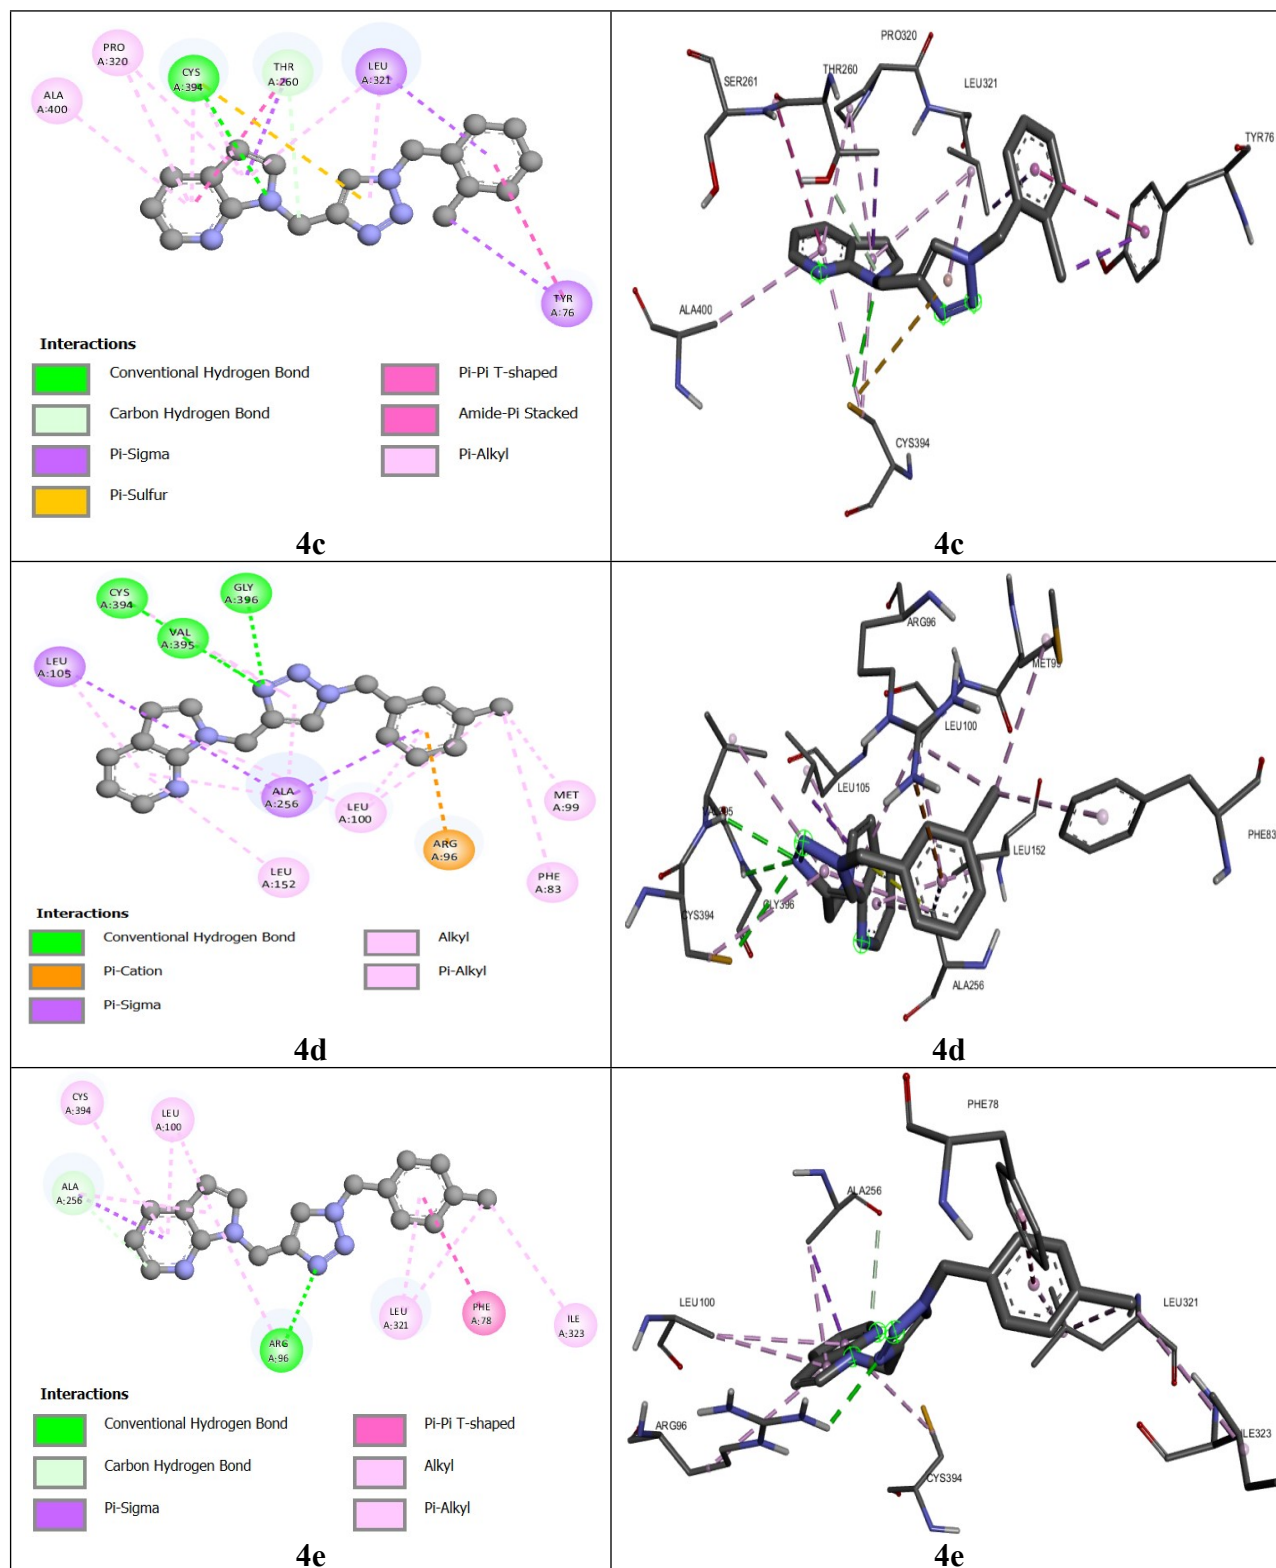 PRO
A:320
CYS
A:394
THR
A:260
LEU
A:321
ALA
A:400
TYR
A:76
Interactions
Conventional Hydrogen Bond
Carbon Hydrogen Bond
Pi-Sigma
Pi-Sulfur
Pi-Pi T-shaped
Amide-Pi Stacked
Pi-Alkyl
4c
PRO320
THR260
SER261
LEU321
TYR76
ALA400
CYS394
4c
CYS
A:394
GLY
A:396
VAL
A:395
LEU
A:105
ALA
A:256
LEU
A:100
MET
A:99
ARG
A:96
LEU
A:152
PHE
A:83
Interactions
Conventional Hydrogen Bond
Pi-Cation
Pi-Sigma
Alkyl
Pi-Alkyl
4d
ARG96
LEU100
LEU105
LEU152
PHE83
GLY396
CYS394
ALA256
4d
CYS
A:394
LEU
A:100
ALA
A:256
ARG
A:96
LEU
A:321
PHE
A:78
ILE
A:323
Interactions
Conventional Hydrogen Bond
Carbon Hydrogen Bond
Pi-Sigma
Pi-Pi T-shaped
Alkyl
Pi-Alkyl
4e
PHE78
ALA256
LEU100
LEU321
ARG96
CYS394
ILE323
4e